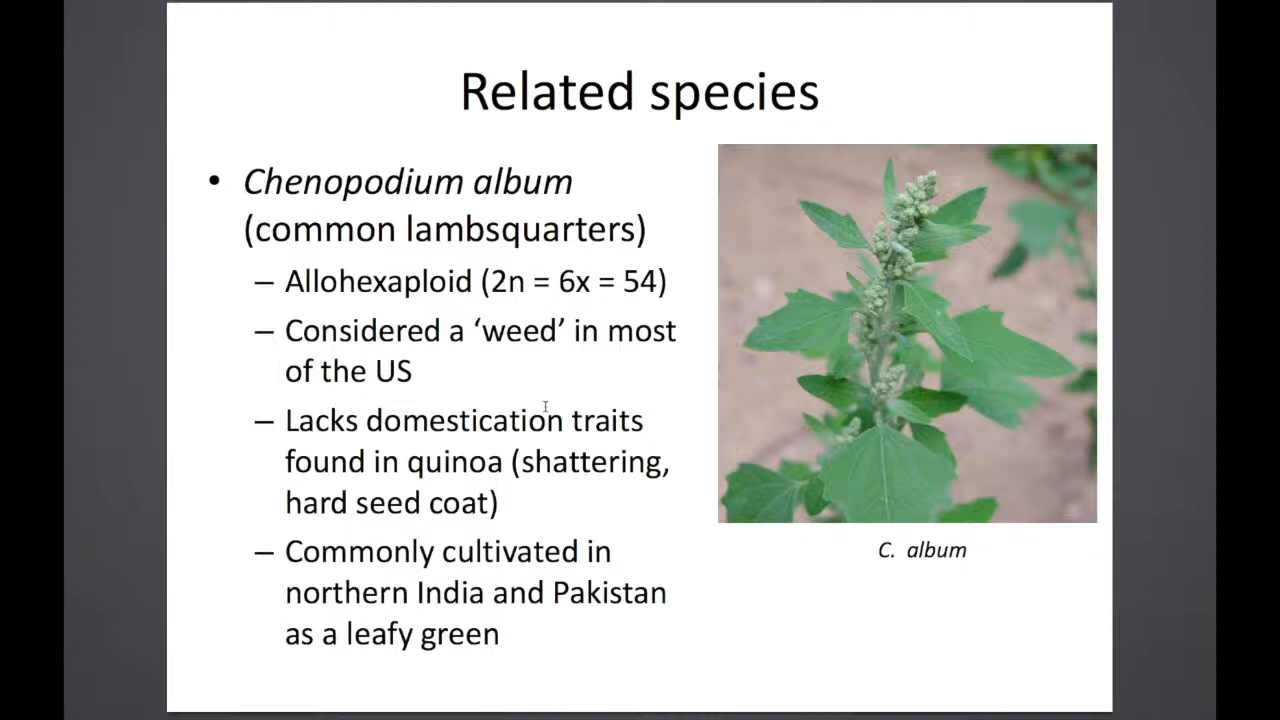 Related species
• Chenopodium album
(common lambsquarters)
– Allohexaploid (2n = 6x = 54)
– Considered a ‘weed’ in most
of the US
– Lacks domestication traits
found in quinoa (shattering,
hard seed coat)
– Commonly cultivated in
northern India and Pakistan
as a leafy green
C. album